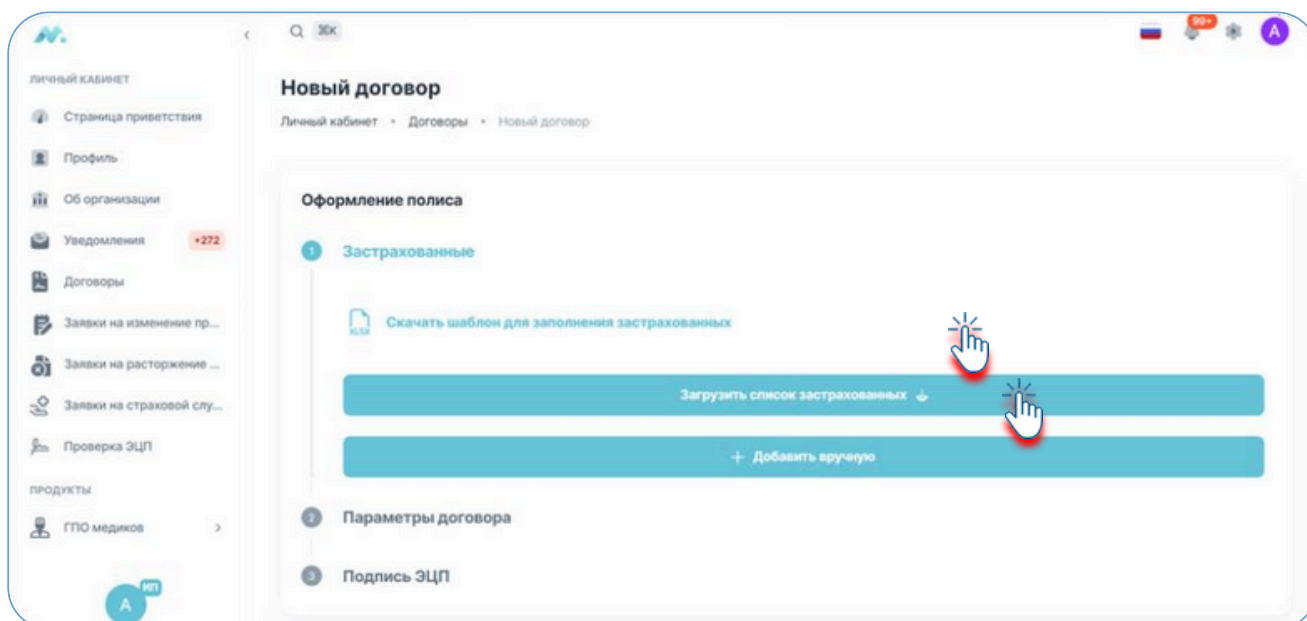 ⌘K
99+
A
ЛИЧНЫЙ КАБИНЕТ
Страница приветствия
Профиль
Об организации
Уведомления +272
Договоры
Заявки на изменение пр...
Заявки на расторжение ...
Заявки на страховой слу...
Проверка ЭЦП
ПРОДУКТЫ
ГПО медиков
ИП
A
Новый договор
Личный кабинет • Договоры • Новый договор
Оформление полиса
1 Застрахованные
XLSX Скачать шаблон для заполнения застрахованных
Загрузить список застрахованных
+ Добавить вручную
2 Параметры договора
3 Подпись ЭЦП